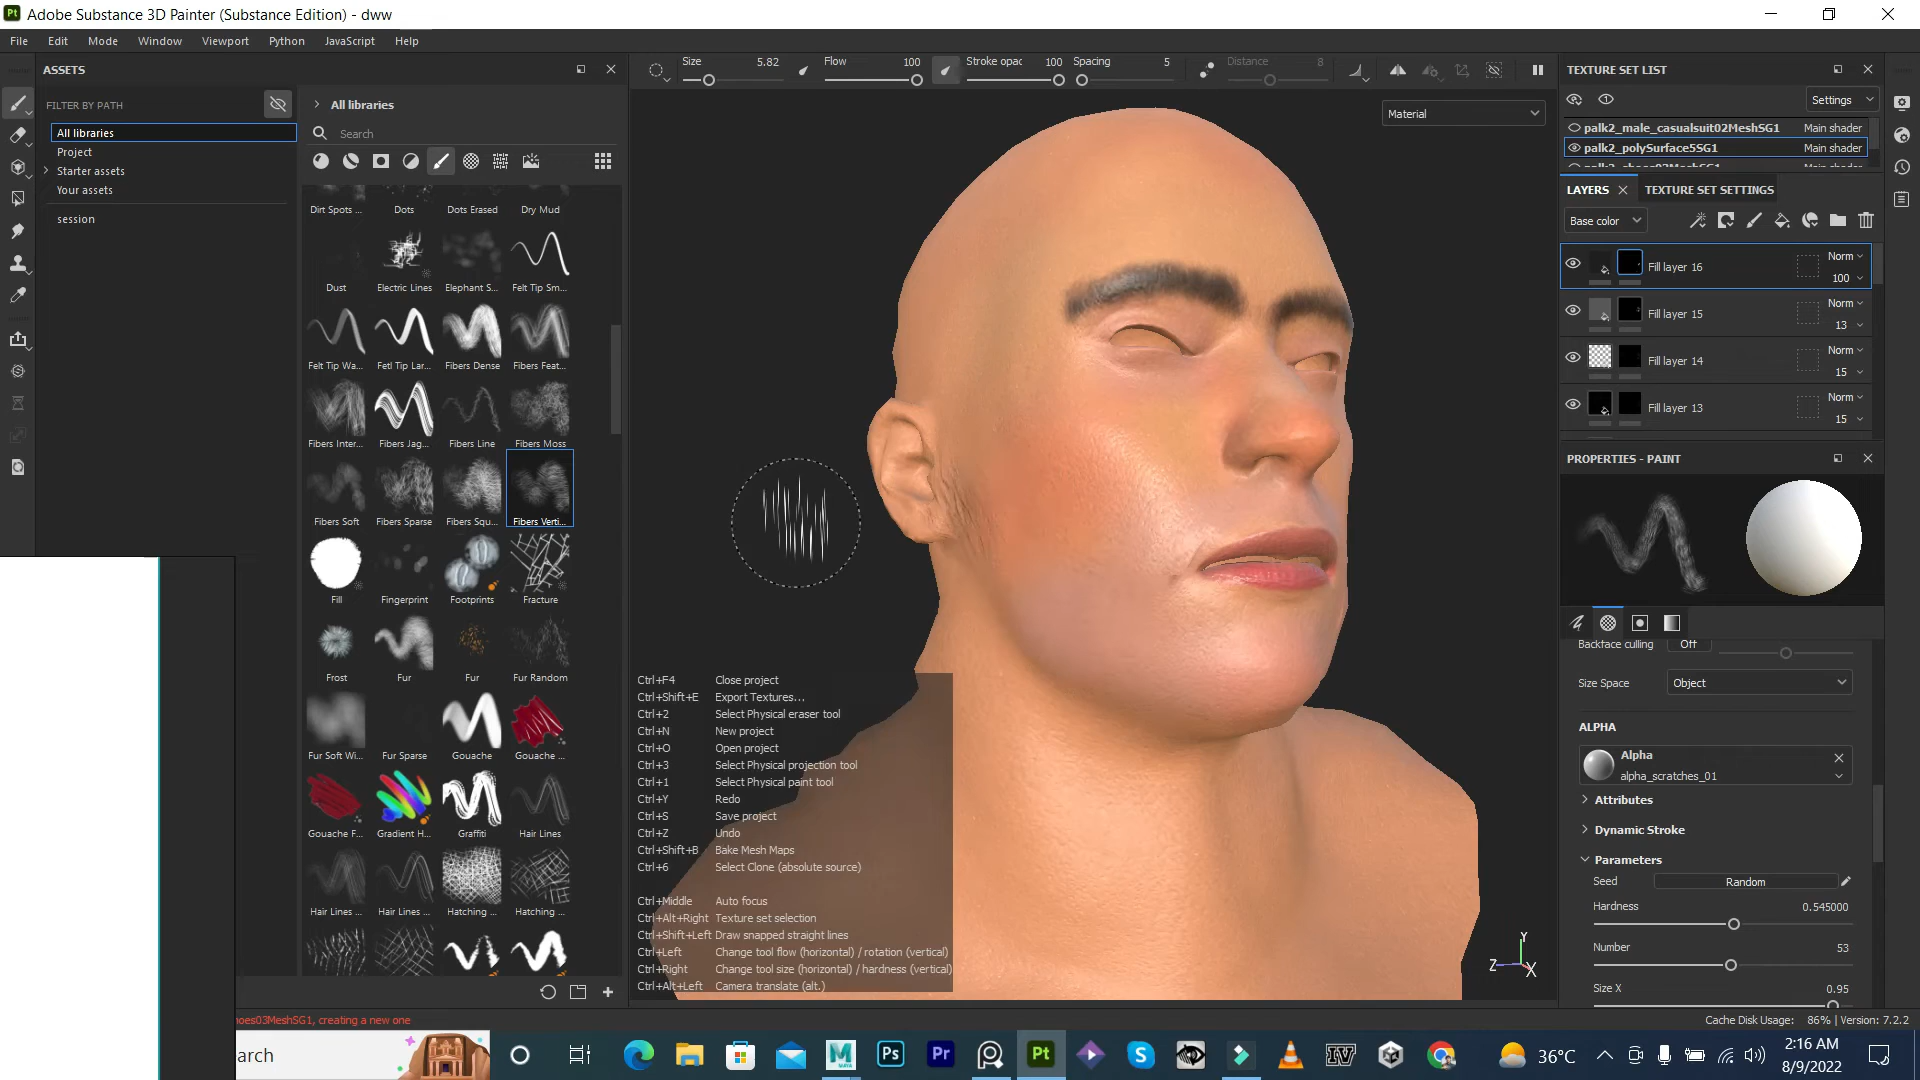 Adobe Substance 3D Painter (Substance Edition) - dww
File Edit Mode Window Viewport Python JavaScript Help
ASSETS
FILTER BY PATH
All libraries
Project
Starter assets
Your assets
session
All libraries
Search
Dirt Spots ... Dots Dots Erased Dry Mud
Dust Electric Lines Elephant S... Felt Tip Sm...
Felt Tip Wa... Fetl Tip Lar... Fibers Dense Fibers Feat...
Fibers Inter... Fibers Jag... Fibers Line Fibers Moss
Fibers Soft Fibers Sparse Fibers Squ... Fibers Verti...
Fill Fingerprint Footprints Fracture
Frost Fur Fur Fur Random
Fur Soft Wi... Fur Sparse Gouache Gouache ...
Gouache F... Gradient H... Graffiti Hair Lines
Hair Lines ... Hair Lines ... Hatching ... Hatching ...
Size 5.82 Flow 100 Stroke opac 100 Spacing 5 Distance 8
Material
Ctrl+F4 Close project
Ctrl+Shift+E Export Textures...
Ctrl+2 Select Physical eraser tool
Ctrl+N New project
Ctrl+O Open project
Ctrl+3 Select Physical projection tool
Ctrl+1 Select Physical paint tool
Ctrl+Y Redo
Ctrl+S Save project
Ctrl+Z Undo
Ctrl+Shift+B Bake Mesh Maps
Ctrl+6 Select Clone (absolute source)
Ctrl+Middle Auto focus
Ctrl+Alt+Right Texture set selection
Ctrl+Shift+Left Draw snapped straight lines
Ctrl+Left Change tool flow (horizontal) / rotation (vertical)
Ctrl+Right Change tool size (horizontal) / hardness (vertical)
Ctrl+Alt+Left Camera translate (alt.)
Y
Z X
TEXTURE SET LIST
Settings
palk2_male_casualsuit02MeshSG1 Main shader
palk2_polySurface5SG1 Main shader
LAYERS TEXTURE SET SETTINGS
Base color
Fill layer 16 Norm 100
Fill layer 15 Norm 13
Fill layer 14 Norm 15
Fill layer 13 Norm 15
PROPERTIES - PAINT
Backface culling Off
Size Space Object
ALPHA
Alpha
alpha_scratches_01
Attributes
Dynamic Stroke
Parameters
Seed Random
Hardness 0.545000
Number 53
Size X 0.95
hoes03MeshSG1, creating a new one
Cache Disk Usage: 86% | Version: 7.2.2
arch
MAYA
Ps
Pr
Pt
IV
36°C
2:16 AM
8/9/2022